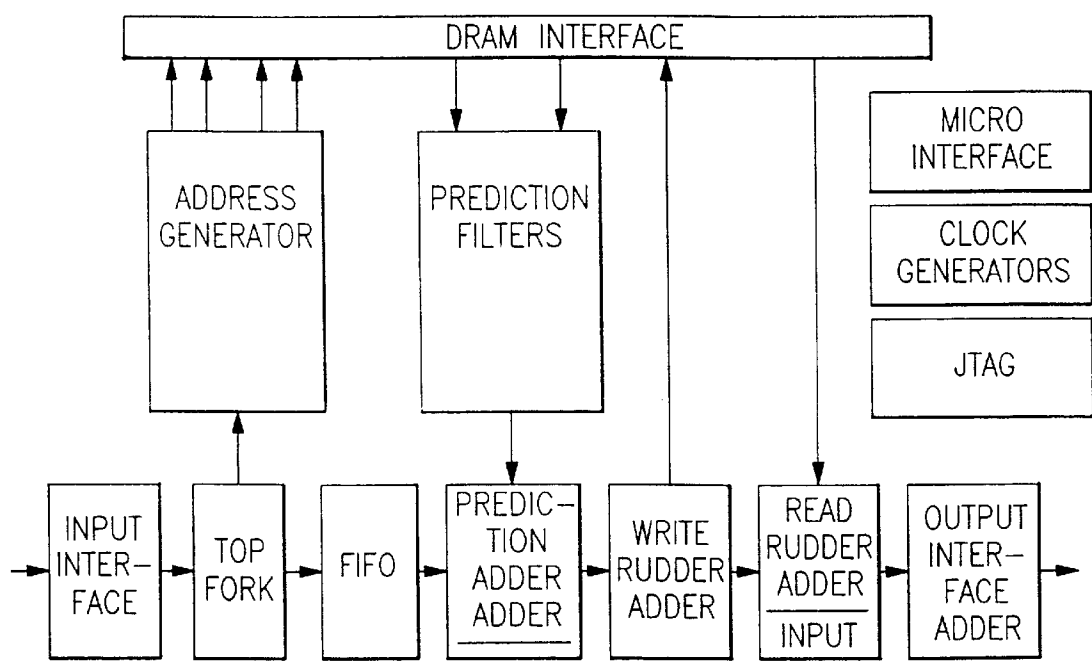 DRAM INTERFACE
MICRO
INTERFACE
ADDRESS
GENERATOR
PREDICTION
FILTERS
CLOCK
GENERATORS
JTAG
INPUT
INTER-
FACE
TOP
FORK
FIFO
PREDIC-
TION
ADDER
ADDER
WRITE
RUDDER
ADDER
READ
RUDDER
ADDER
INPUT
OUTPUT
INTER-
FACE
ADDER